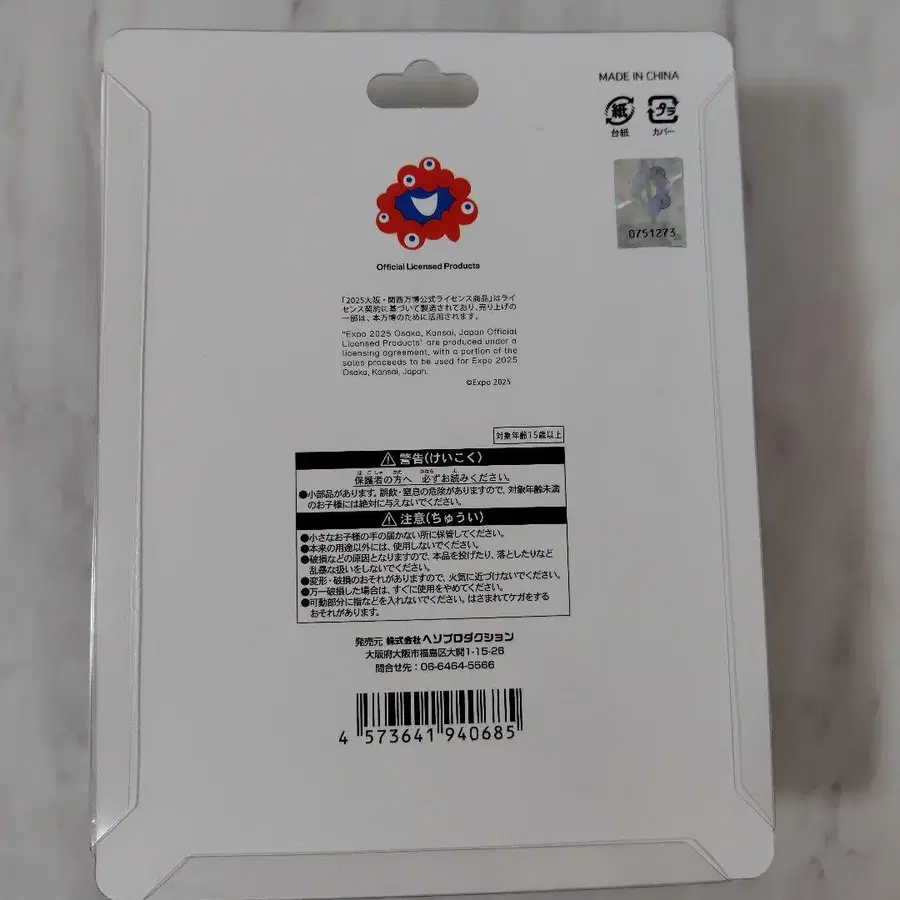 MADE IN CHINA
紙 プラ
台紙 カバー
0751273
Official Licensed Products
「2025大阪・関西万博公式ライセンス商品」はライ
センス契約に基づいて製造されており、売り上げの
一部は、本万博のために活用されます。
"Expo 2025 Osaka, Kansai, Japan Official
Licensed Products" are produced under a
licensing agreement, with a portion of the
sales proceeds to be used for Expo 2025
Osaka, Kansai, Japan.
©Expo 2025
対象年齢15歳以上
警告(けいこく)
ほごしゃ かた かなら よ
保護者の方へ 必ずお読みください。
●小部品があります。誤飲・窒息の危険がありますので、対象年齢未満
のお子様には絶対に与えないでください。
注意(ちゅうい)
●小さなお子様の手の届かない所に保管してください。
●本来の用途以外には、使用しないでください。
●破損などの原因となりますので、本品を投げたり、落としたりなど
乱暴な扱いをしないでください。
●変形・破損のおそれがありますので、火気に近づけないでください。
●万一破損した場合は、すぐに使用をやめてください。
●可動部分に指などを入れないでください。はさまれてケガをする
おそれがあります。
発売元 株式会社ヘソプロダクション
大阪府大阪市福島区大開1-15-26
問合せ先：06-6464-5566
4 573641 940685